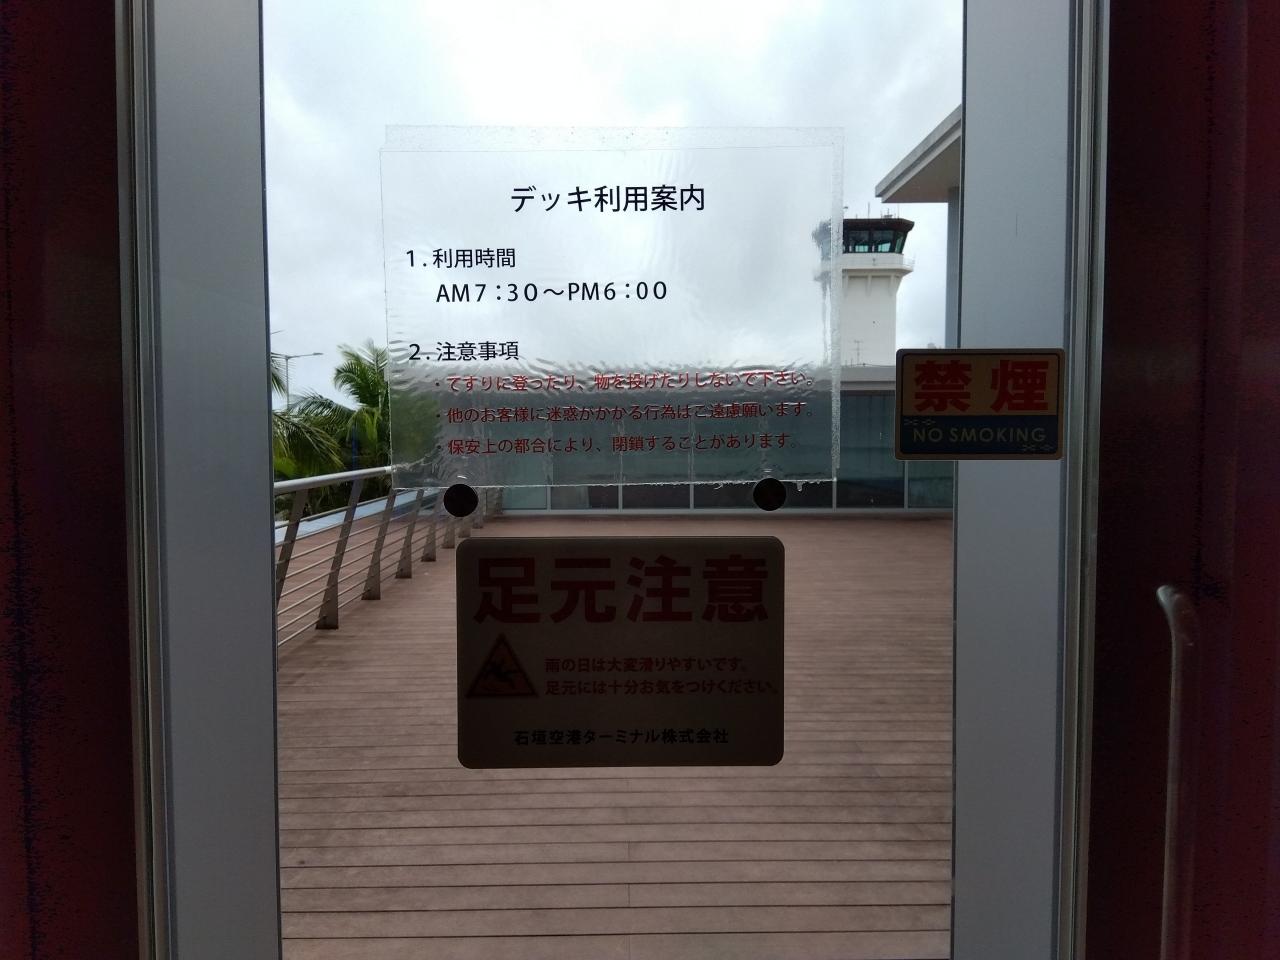 デッキ利用案内
1.利用時間
AM7:30〜PM6:00
2.注意事項
・てすりに登ったり、物を投げたりしないで下さい。
・他のお客様に迷惑がかかる行為はご遠慮願います。
・保安上の都合により、閉鎖することがあります。
禁煙
NO SMOKING
足元注意
雨の日は大変滑りやすいです。
足元には十分お気をつけください。
石垣空港ターミナル株式会社